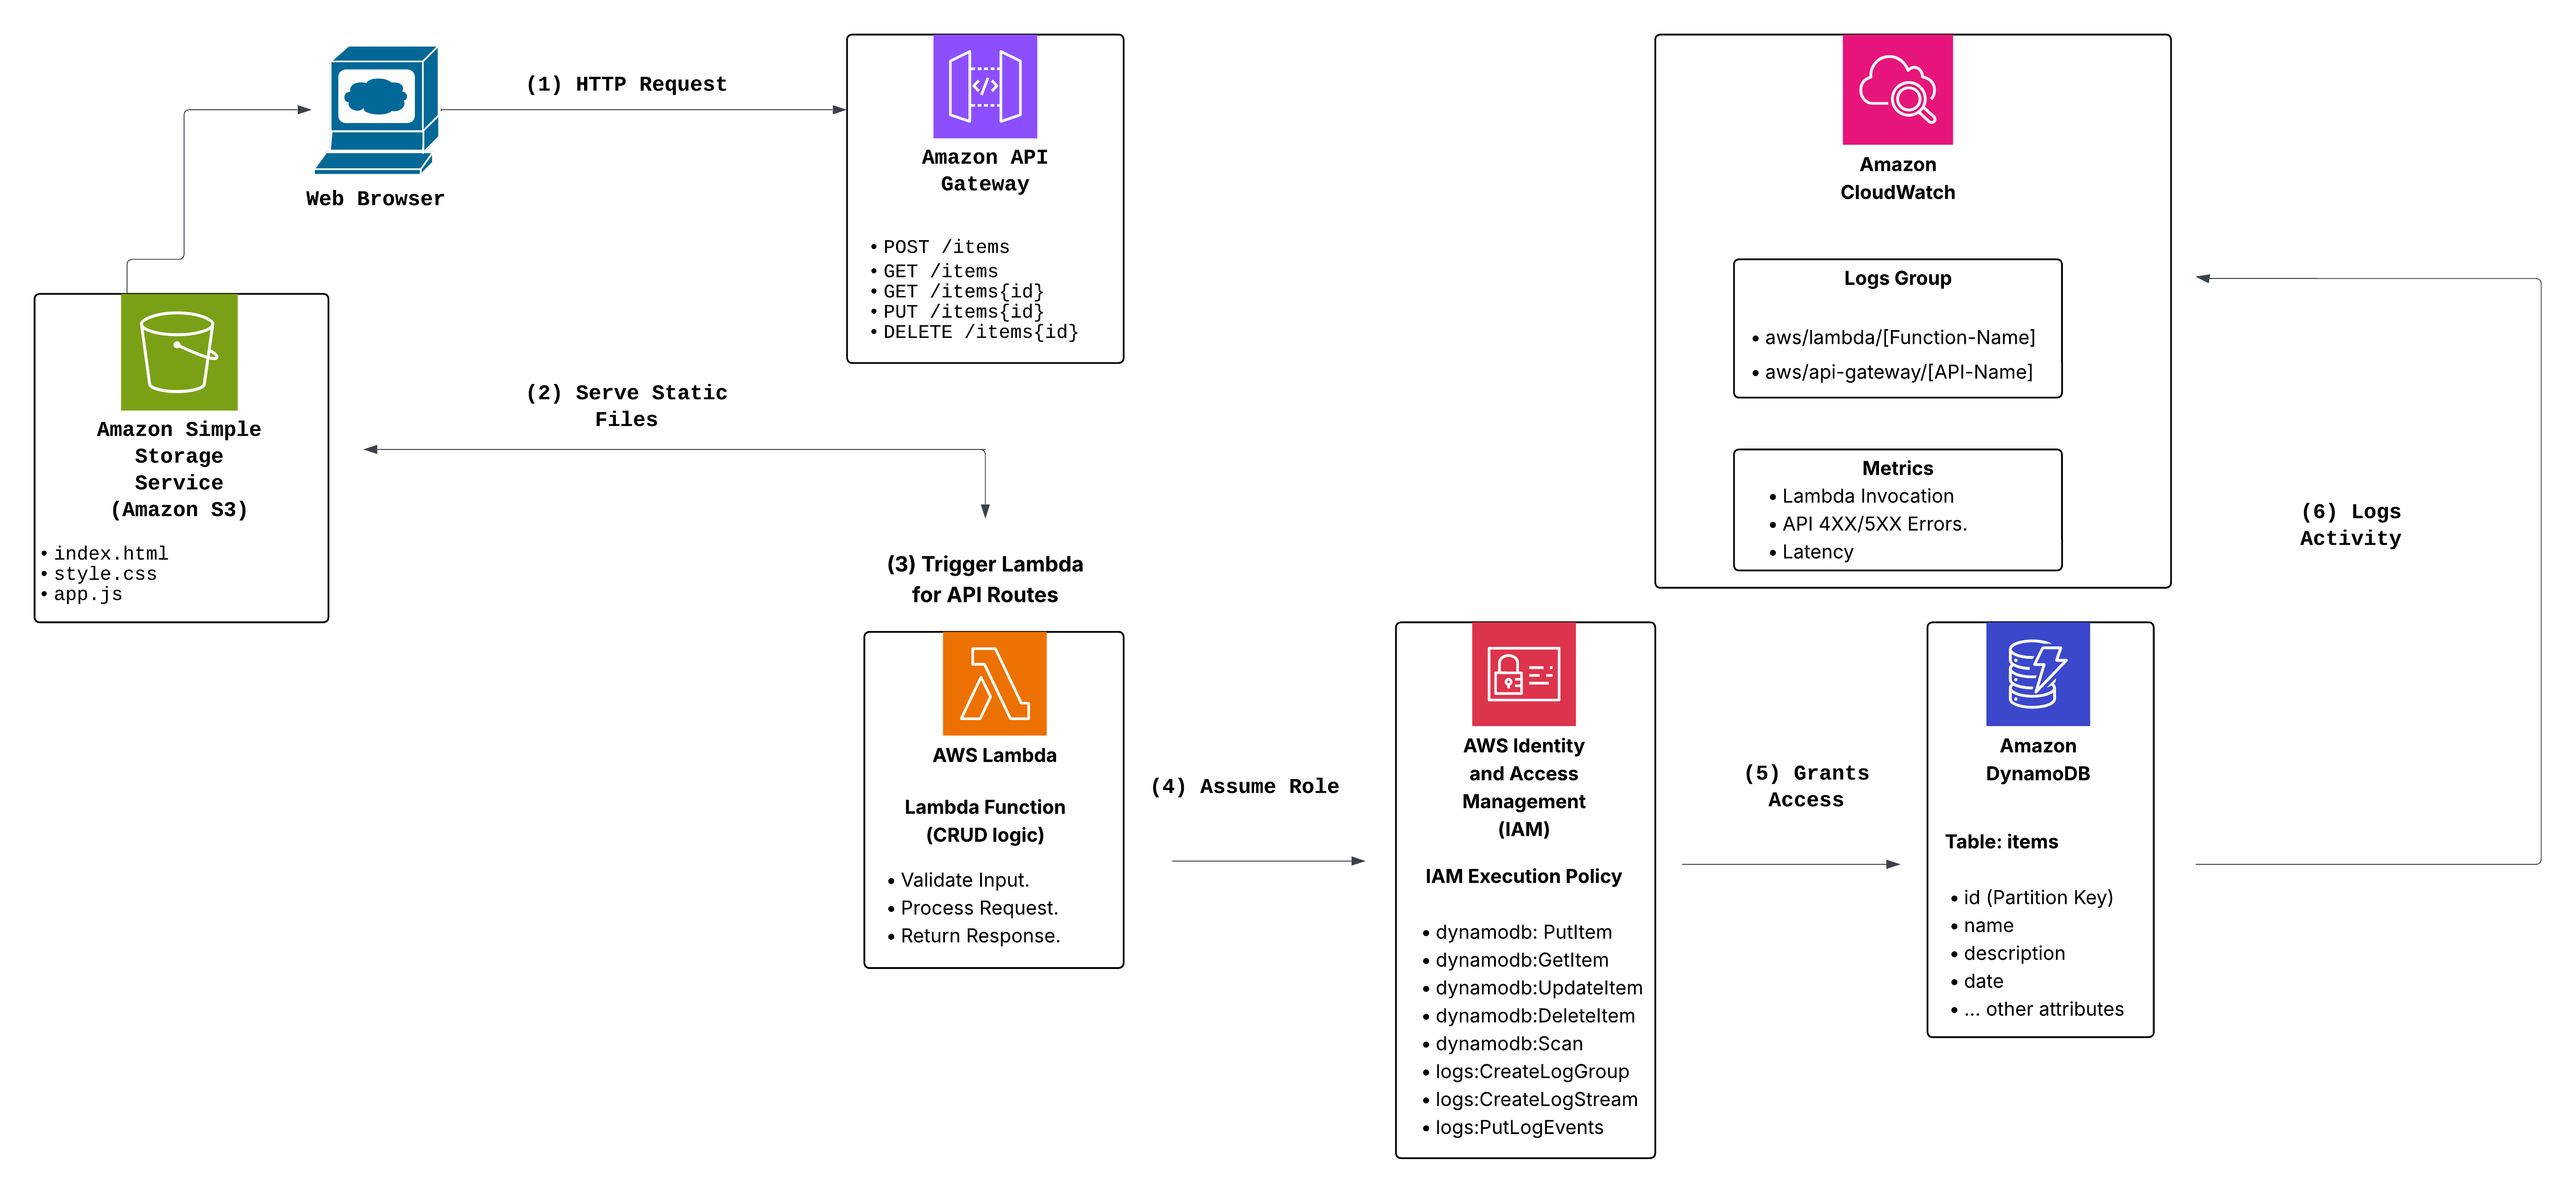 (1) HTTP Request
Web Browser
Amazon API
Gateway
• POST /items
• GET /items
• GET /items{id}
• PUT /items{id}
• DELETE /items{id}
(2) Serve Static
Files
Amazon Simple
Storage
Service
(Amazon S3)
• index.html
• style.css
• app.js
(3) Trigger Lambda
for API Routes
AWS Lambda
Lambda Function
(CRUD logic)
• Validate Input.
• Process Request.
• Return Response.
(4) Assume Role
AWS Identity
and Access
Management
(IAM)
IAM Execution Policy
• dynamodb: PutItem
• dynamodb:GetItem
• dynamodb:UpdateItem
• dynamodb:DeleteItem
• dynamodb:Scan
• logs:CreateLogGroup
• logs:CreateLogStream
• logs:PutLogEvents
(5) Grants
Access
Amazon
DynamoDB
Table: items
• id (Partition Key)
• name
• description
• date
• ... other attributes
(6) Logs
Activity
Amazon
CloudWatch
Logs Group
• aws/lambda/[Function-Name]
• aws/api-gateway/[API-Name]
Metrics
• Lambda Invocation
• API 4XX/5XX Errors.
• Latency